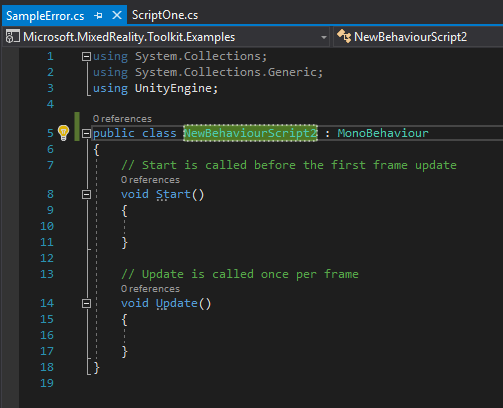 SampleError.cs ScriptOne.cs
Microsoft.MixedReality.Toolkit.Examples NewBehaviourScript2
1 using System.Collections;
2 using System.Collections.Generic;
3 using UnityEngine;
4
0 references
5 public class NewBehaviourScript2 : MonoBehaviour
6 {
7 // Start is called before the first frame update
0 references
8 void Start()
9 {
10
11 }
12
13 // Update is called once per frame
0 references
14 void Update()
15 {
16
17 }
18 }
19